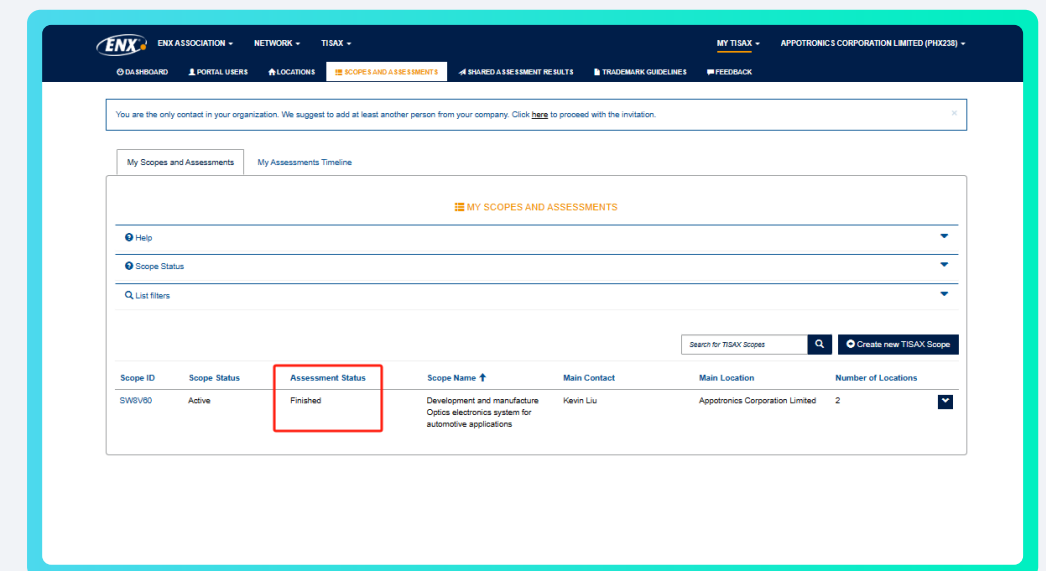 ENX ENX ASSOCIATION NETWORK TISAX MY TISAX APPOTRONICS CORPORATION LIMITED (PHX238)
DASHBOARD PORTAL USERS LOCATIONS SCOPES AND ASSESSMENTS SHARED ASSESSMENT RESULTS TRADEMARK GUIDELINES FEEDBACK
You are the only contact in your organization. We suggest to add at least another person from your company. Click here to proceed with the invitation. ×
My Scopes and Assessments My Assessments Timeline
MY SCOPES AND ASSESSMENTS
Help
Scope Status
List filters
Search for TISAX Scopes Create new TISAX Scope
Scope ID Scope Status Assessment Status Scope Name Main Contact Main Location Number of Locations
SW8V60 Active Finished Development and manufacture Kevin Liu Appotronics Corporation Limited 2
Optics electronics system for
automotive applications